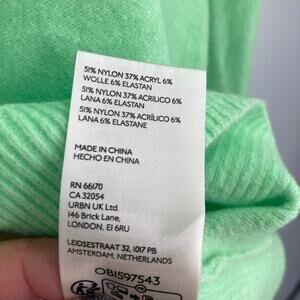 51% NYLON 37% ACRYL 6%
WOLLE 6% ELASTAN
51% NYLON 37% ACRILICO 6%
LANA 6% ELASTAN
51% NYLON 37% ACRÍLICO 6%
LANA 6% ELASTANE
MADE IN CHINA
HECHO EN CHINA
RN 66170
CA 32054
URBN UK Ltd.
146 Brick Lane,
LONDON, E1 6RU
LEIDSESTRAAT 32, 1017 PB
AMSTERDAM, NETHERLANDS
OB1597543